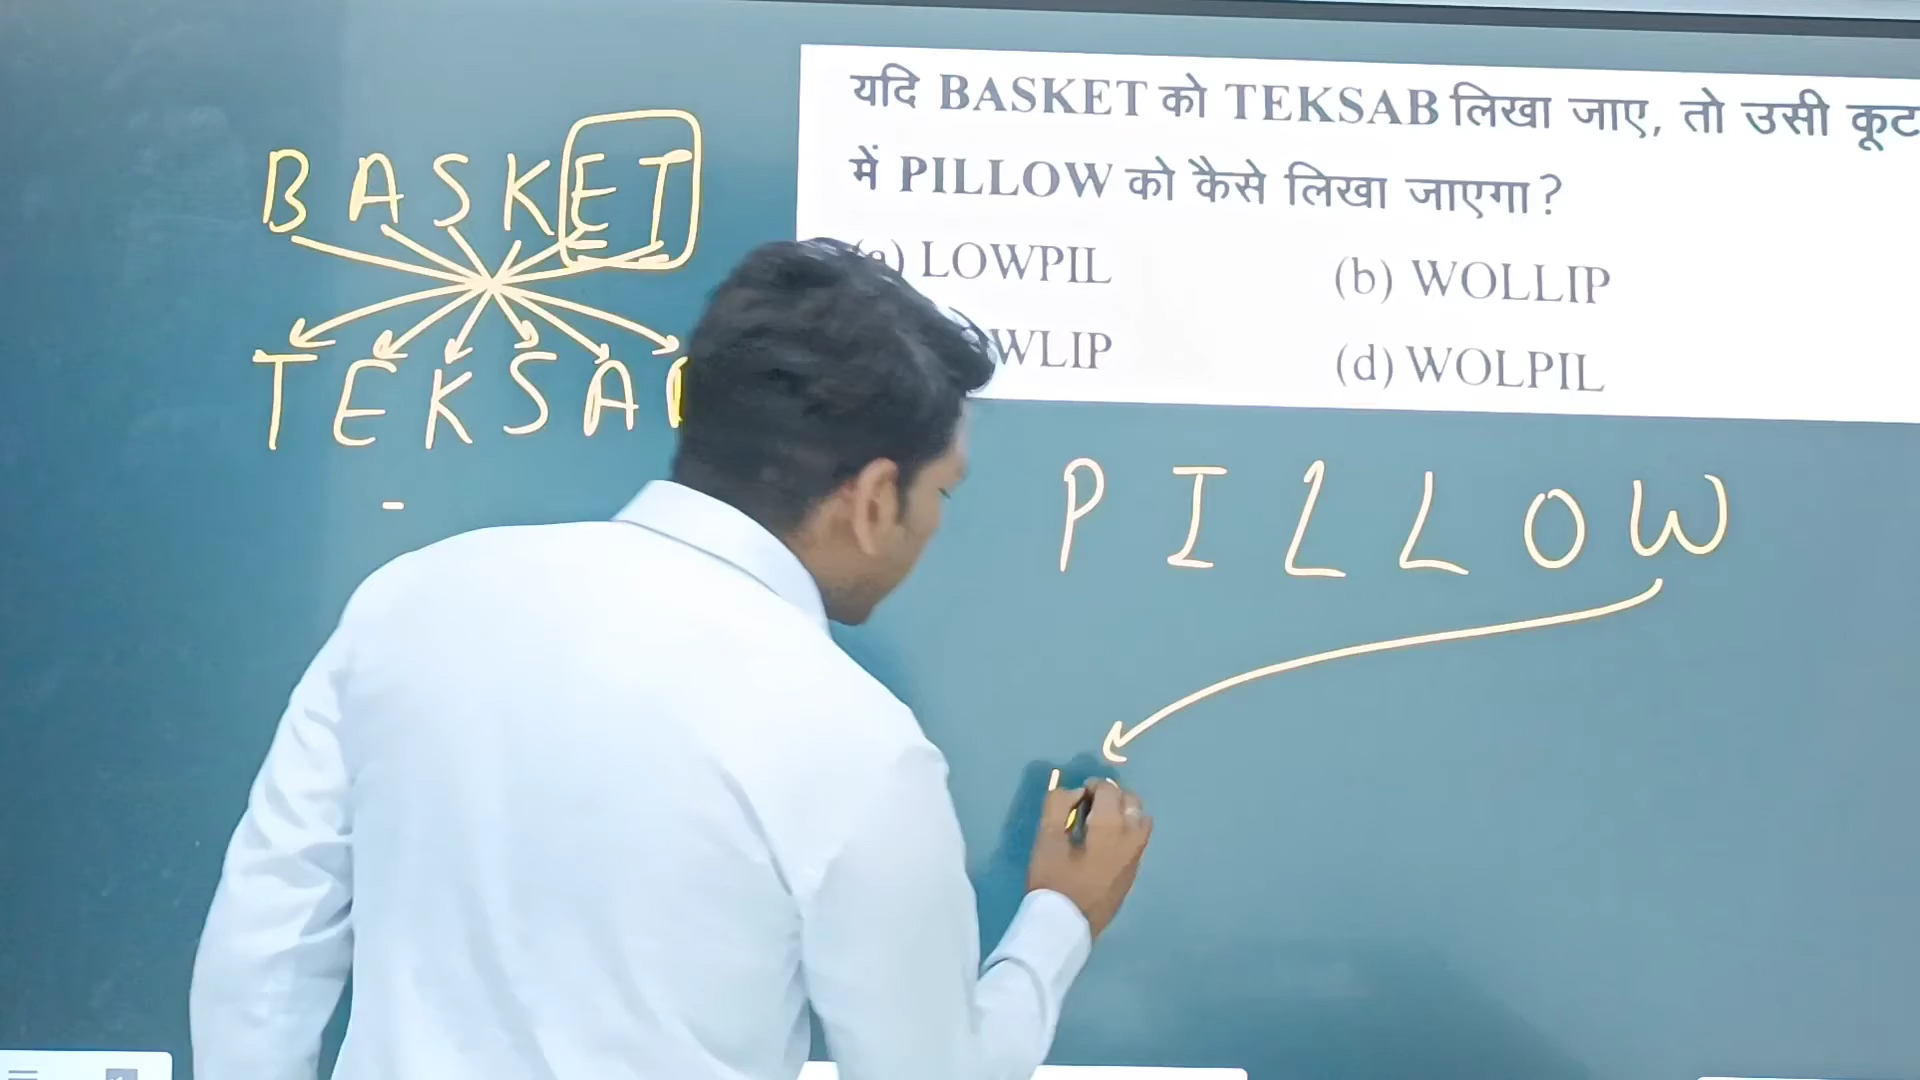 यदि BASKET को TEKSAB लिखा जाए, तो उसी कूट
में PILLOW को कैसे लिखा जाएगा?
(a) LOWPIL (b) WOLLIP
WLIP (d) WOLPIL
BASKET
TEKSA
PILLOW